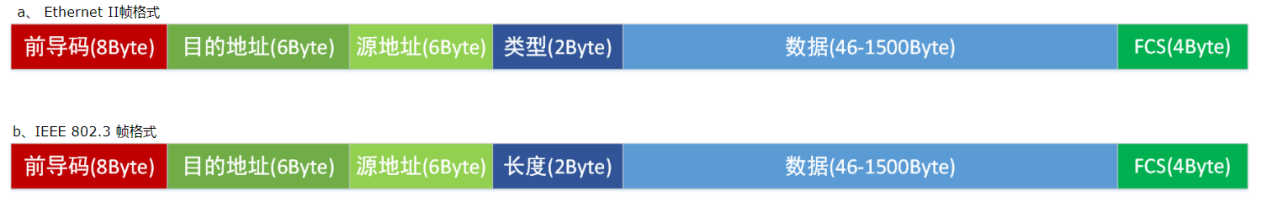 a、 Ethernet II帧格式
前导码(8Byte) 目的地址(6Byte) 源地址(6Byte) 类型(2Byte) 数据(46-1500Byte) FCS(4Byte)
b、IEEE 802.3 帧格式
前导码(8Byte) 目的地址(6Byte) 源地址(6Byte) 长度(2Byte) 数据(46-1500Byte) FCS(4Byte)